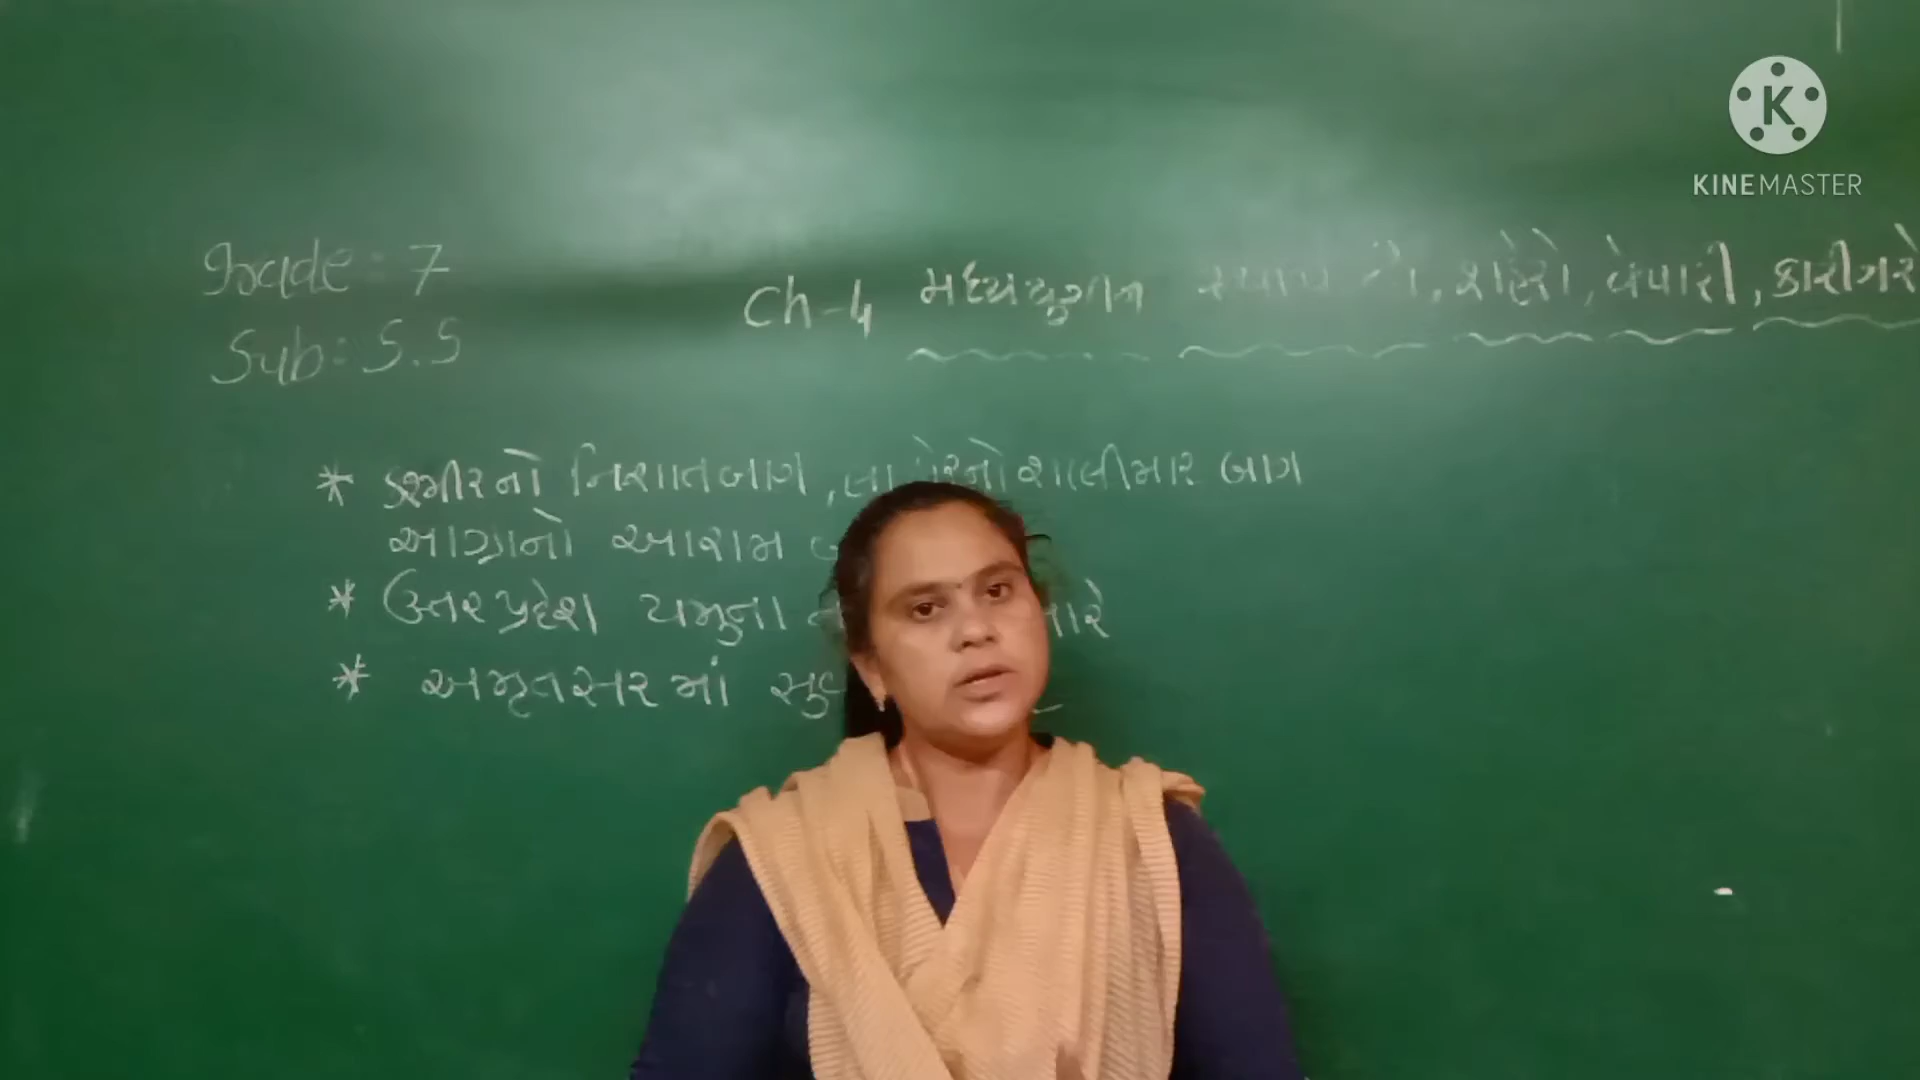 KINEMASTER
Grade : 7
Sub : S.S
Ch-4 મધ્યયુગીન સ્થાપત્યો, શહેરો, વેપારી, કારીગરો
* કાશ્મીરનો નિશાતબાગ, લાહોરનો શાલીમાર બાગ
આગ્રાનો આરામ
* ઉત્તરપ્રદેશ યમુના
* અમૃતસરમાં